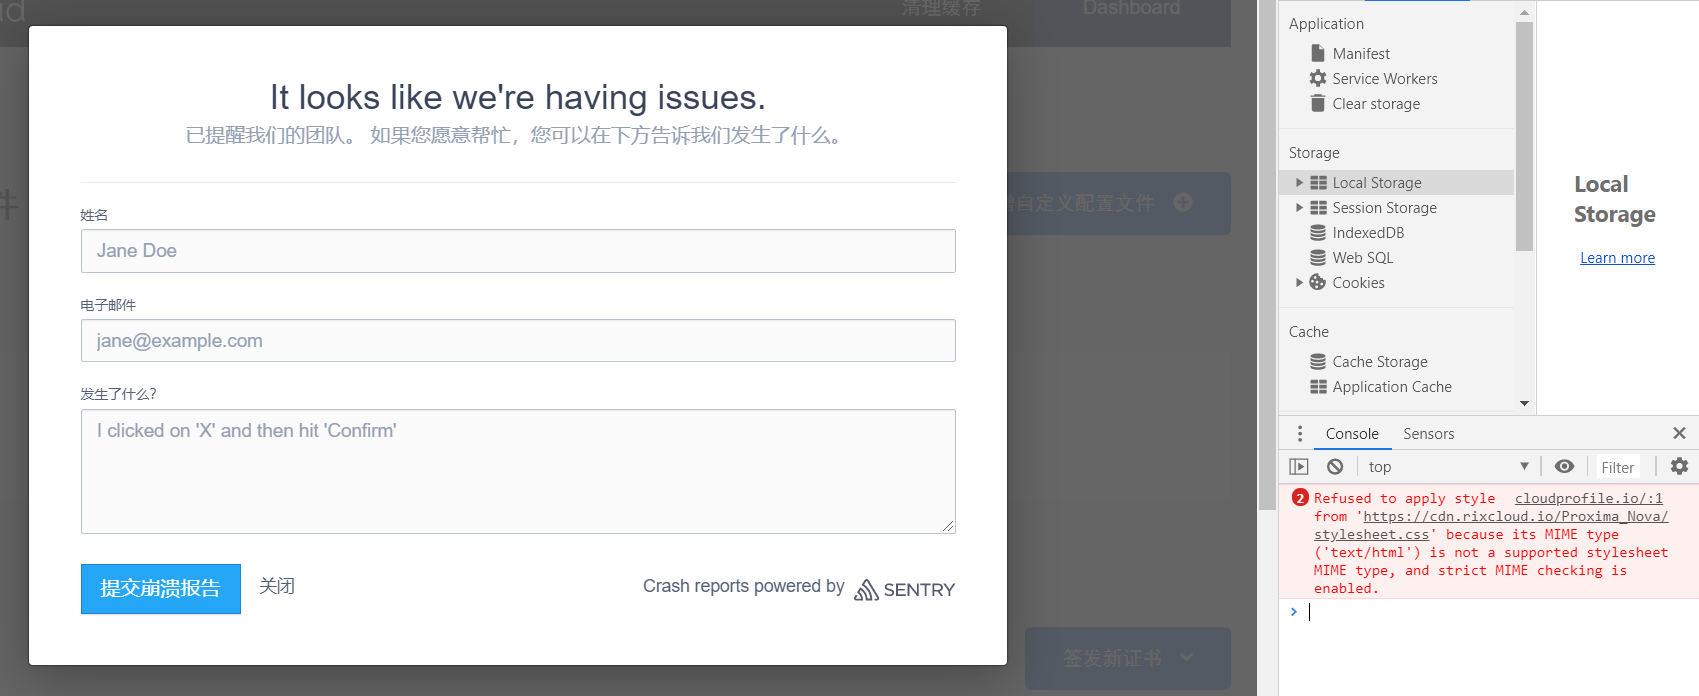 ud
清理缓存
Dashboard
It looks like we're having issues.
已提醒我们的团队。 如果您愿意帮忙，您可以在下方告诉我们发生了什么。
件
自定义配置文件
姓名
Jane Doe
电子邮件
jane@example.com
发生了什么？
I clicked on 'X' and then hit 'Confirm'
提交崩溃报告
关闭
Crash reports powered by
SENTRY
签发新证书
Application
Manifest
Service Workers
Clear storage
Storage
Local Storage
Session Storage
IndexedDB
Web SQL
Cookies
Cache
Cache Storage
Application Cache
Local
Storage
Learn more
Console
Sensors
top
Filter
2
Refused to apply style cloudprofile.io/:1
from 'https://cdn.rixcloud.io/Proxima_Nova/
stylesheet.css' because its MIME type
('text/html') is not a supported stylesheet
MIME type, and strict MIME checking is
enabled.